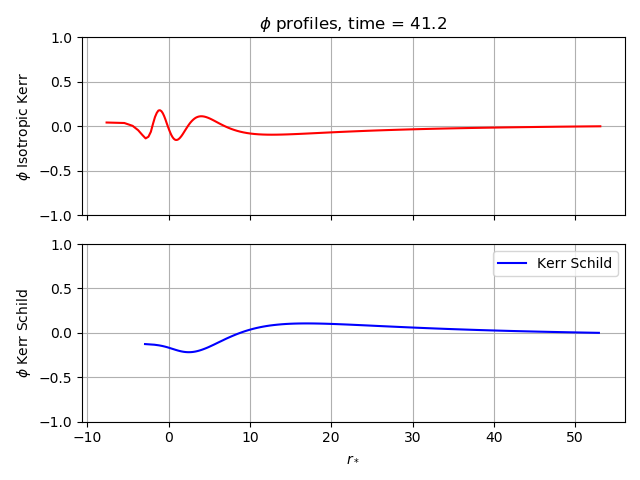 ϕ profiles, time = 41.2
ϕ Isotropic Kerr
1.0
0.5
0.0
−0.5
−1.0
Kerr Schild
ϕ Kerr Schild
1.0
0.5
0.0
−0.5
−1.0
−10 0 10 20 30 40 50
r*